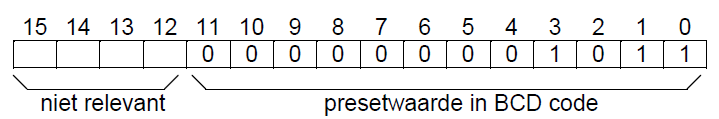 15 14 13 12 11 10 9 8 7 6 5 4 3 2 1 0
0 0 0 0 0 0 0 0 1 0 1 1
niet relevant presetwaarde in BCD code